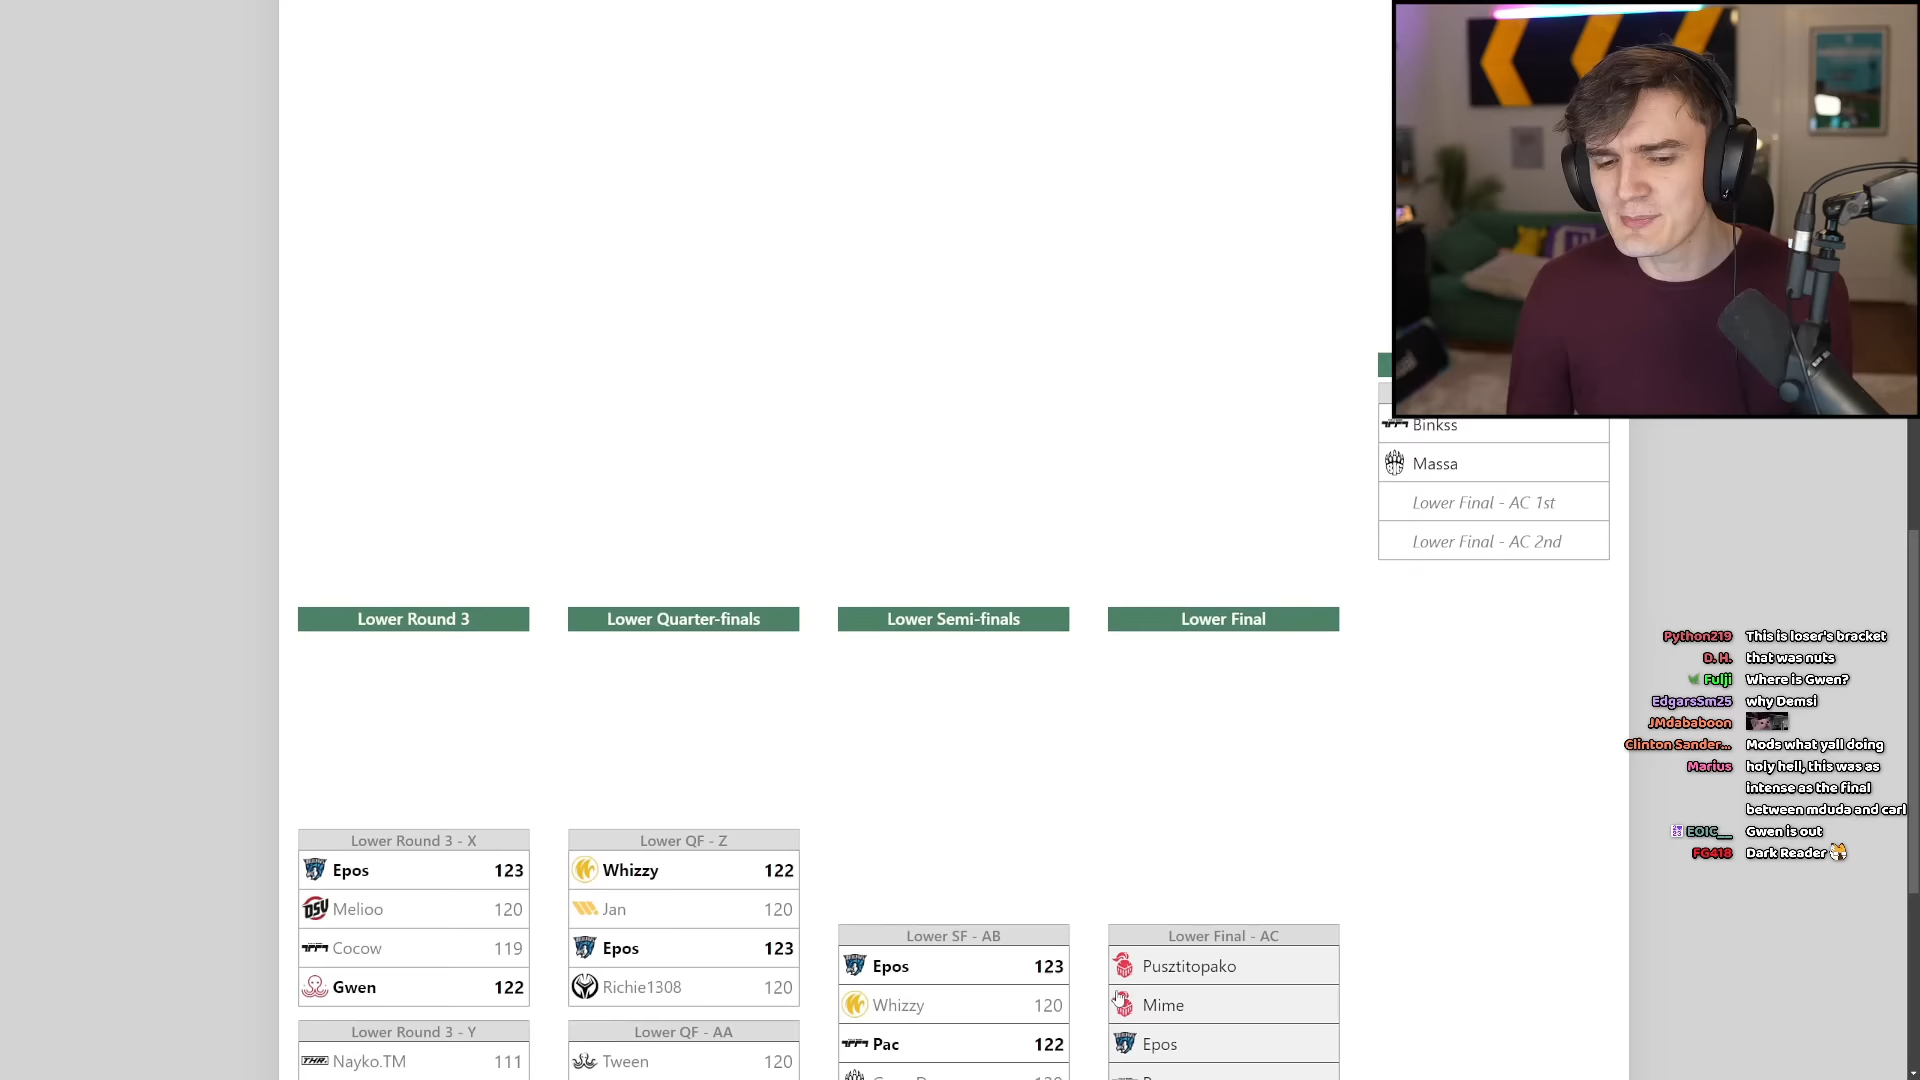 Binkss
Massa
Lower Final - AC 1st
Lower Final - AC 2nd
Lower Round 3
Lower Quarter-finals
Lower Semi-finals
Lower Final
Lower Round 3 - X
Epos 123
Melioo 120
Cocow 119
Gwen 122
Lower Round 3 - Y
Nayko.TM 111
Lower QF - Z
Whizzy 122
Jan 120
Epos 123
Richie1308 120
Lower QF - AA
Tween 120
Lower SF - AB
Epos 123
Whizzy 120
Pac 122
Lower Final - AC
Pusztitopako
Mime
Epos
Python219 This is loser's bracket
D. H. that was nuts
Fulji Where is Gwen?
EdgarsSm25 why Demsi
JMdababoon
Clinton Sander... Mods what yall doing
Marius holy hell, this was as
intense as the final
between mduda and carl
EOIC__ Gwen is out
FG418 Dark Reader